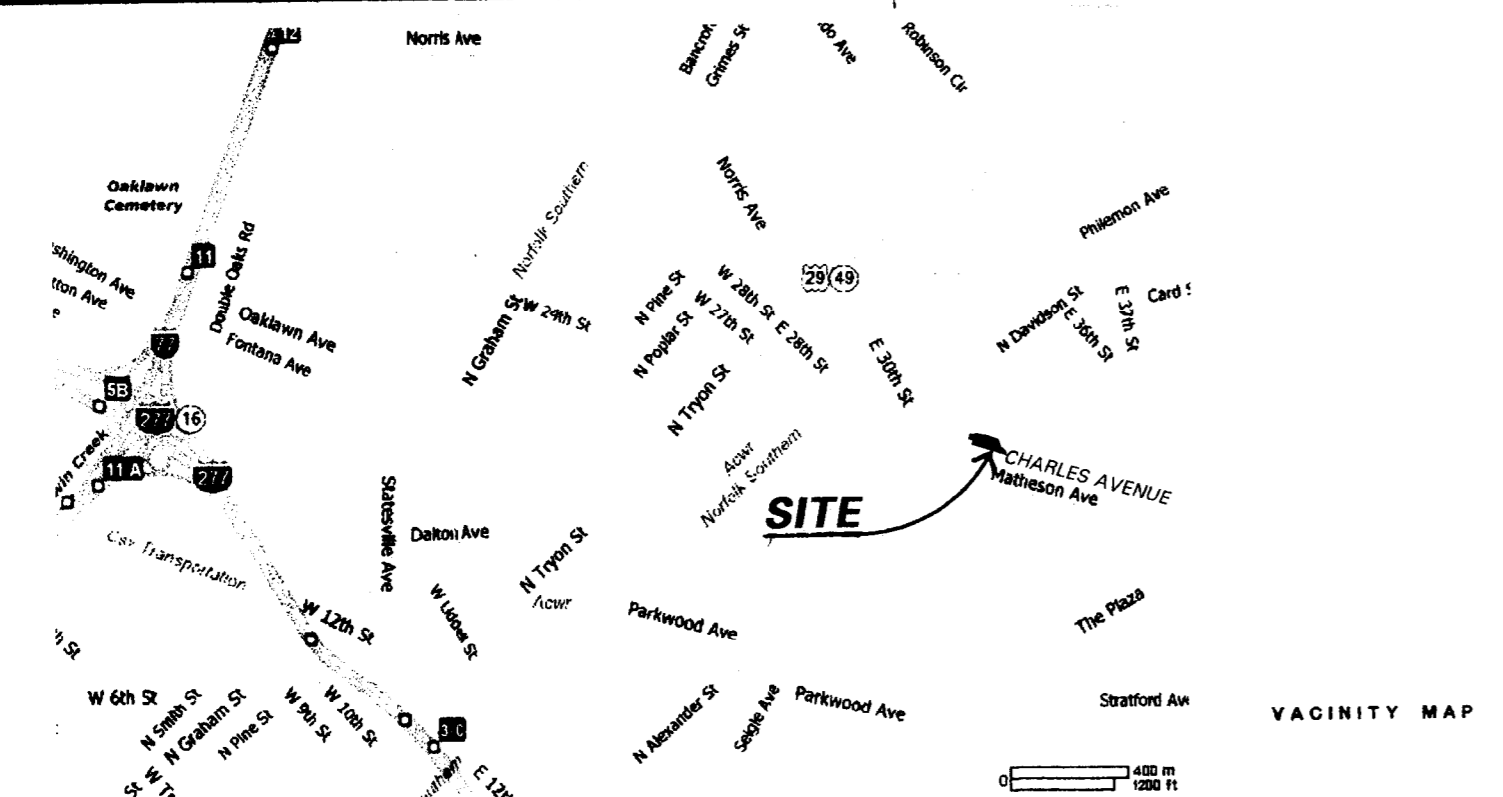 Norris Ave
Grimes St
Robinson Cir
Oaklawn
Cemetery
Norfolk Southern
Norris Ave
Philemon Ave
11
Double Oaks Rd
29
49
N Pine St
W 28th St
W 24th St
N Graham St
Oaklawn Ave
Fontana Ave
W 27th St
N Poplar St
E 28th St
N Davidson St
E 36th St
E 37th St
77
E 30th St
5B
277
16
N Tryon St
Acwr
Norfolk Southern
11 A
277
CHARLES AVENUE
Matheson Ave
SITE
Statesville Ave
Dalton Ave
N Tryon St
Acwr
W 12th St
Parkwood Ave
The Plaza
W 6th St
N Smith St
N Graham St
N Pine St
W 9th St
W 10th St
N Alexander St
Seigle Ave
Parkwood Ave
VACINITY MAP
0
400 m
1200 ft